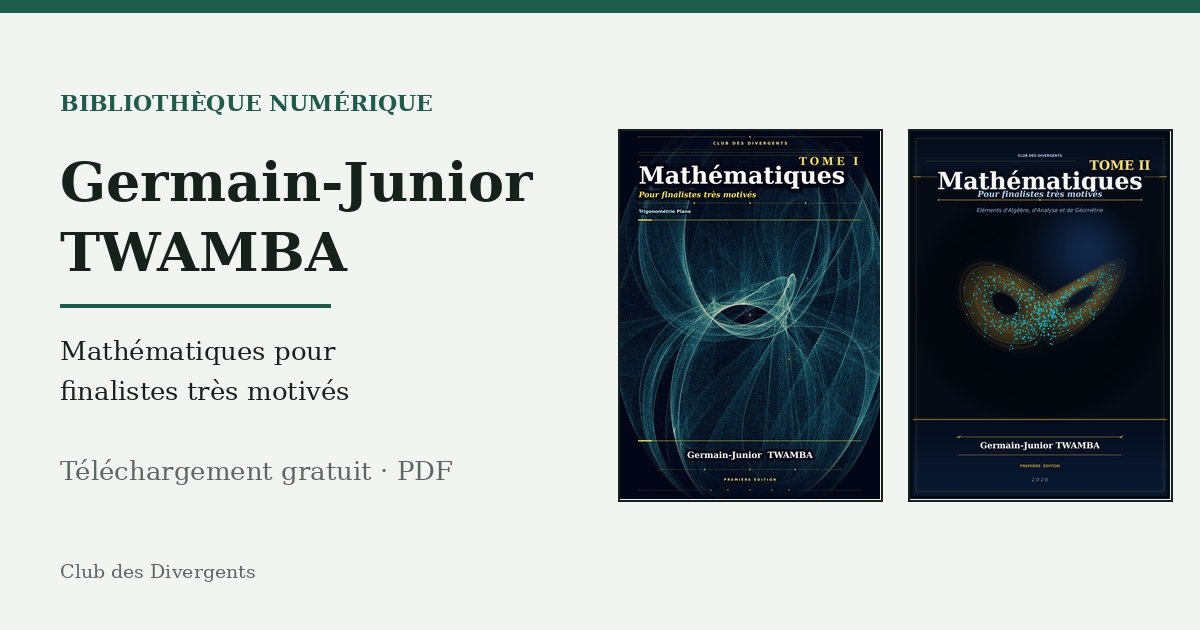 BIBLIOTHÈQUE NUMÉRIQUE
Germain-Junior
TWAMBA
Mathématiques pour
finalistes très motivés
Téléchargement gratuit · PDF
Club des Divergents
CLUB DES DIVERGENTS
TOME I
Mathématiques
Pour finalistes très motivés
Trigonométrie Plane
Germain-Junior TWAMBA
PREMIÈRE ÉDITION
CLUB DES DIVERGENTS
TOME II
Mathématiques
Pour finalistes très motivés
Eléments d'Algèbre, d'Analyse et de Géométrie
Germain-Junior TWAMBA
PREMIÈRE ÉDITION
2026